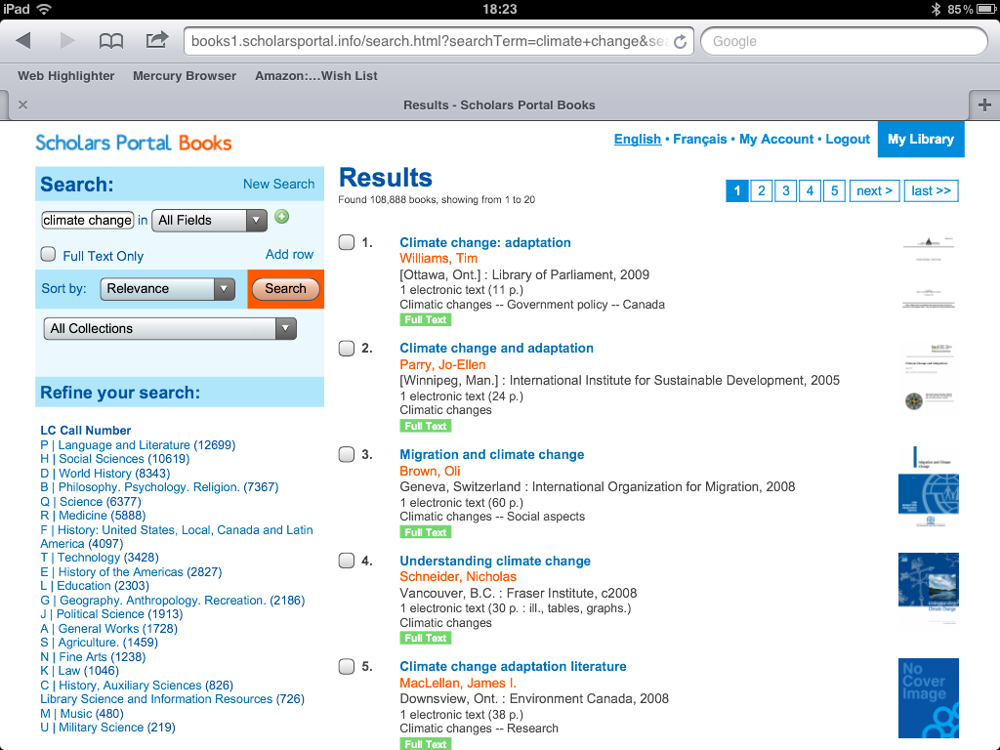 iPad 18:23 85%
books1.scholarsportal.info/search.html?searchTerm=climate+change&sea
Google
Web Highlighter Mercury Browser Amazon:...Wish List
Results - Scholars Portal Books
Scholars Portal Books
English • Français • My Account • Logout My Library
Search: New Search
climate change in All Fields
Full Text Only Add row
Sort by: Relevance Search
All Collections
Refine your search:
LC Call Number
P | Language and Literature (12699)
H | Social Sciences (10619)
D | World History (8343)
B | Philosophy. Psychology. Religion. (7367)
Q | Science (6377)
R | Medicine (5888)
F | History: United States, Local, Canada and Latin
America (4097)
T | Technology (3428)
E | History of the Americas (2827)
L | Education (2303)
G | Geography. Anthropology. Recreation. (2186)
J | Political Science (1913)
A | General Works (1728)
S | Agriculture. (1459)
N | Fine Arts (1238)
K | Law (1046)
C | History, Auxiliary Sciences (826)
Library Science and Information Resources (726)
M | Music (480)
U | Military Science (219)
Results
Found 108,888 books, showing from 1 to 20
1 2 3 4 5 next > last >>
1. Climate change: adaptation
Williams, Tim
[Ottawa, Ont.] : Library of Parliament, 2009
1 electronic text (11 p.)
Climatic changes -- Government policy -- Canada
Full Text
2. Climate change and adaptation
Parry, Jo-Ellen
[Winnipeg, Man.] : International Institute for Sustainable Development, 2005
1 electronic text (24 p.)
Climatic changes
Full Text
3. Migration and climate change
Brown, Oli
Geneva, Switzerland : International Organization for Migration, 2008
1 electronic text (60 p.)
Climatic changes -- Social aspects
Full Text
Migration and Climate
Change
4. Understanding climate change
Schneider, Nicholas
Vancouver, B.C. : Fraser Institute, c2008
1 electronic text (30 p. : ill., tables, graphs.)
Climatic changes
Full Text
Understanding
Climate Change
5. Climate change adaptation literature
MacLellan, James I.
Downsview, Ont. : Environment Canada, 2008
1 electronic text (38 p.)
Climatic changes -- Research
Full Text
No
Cover
Image